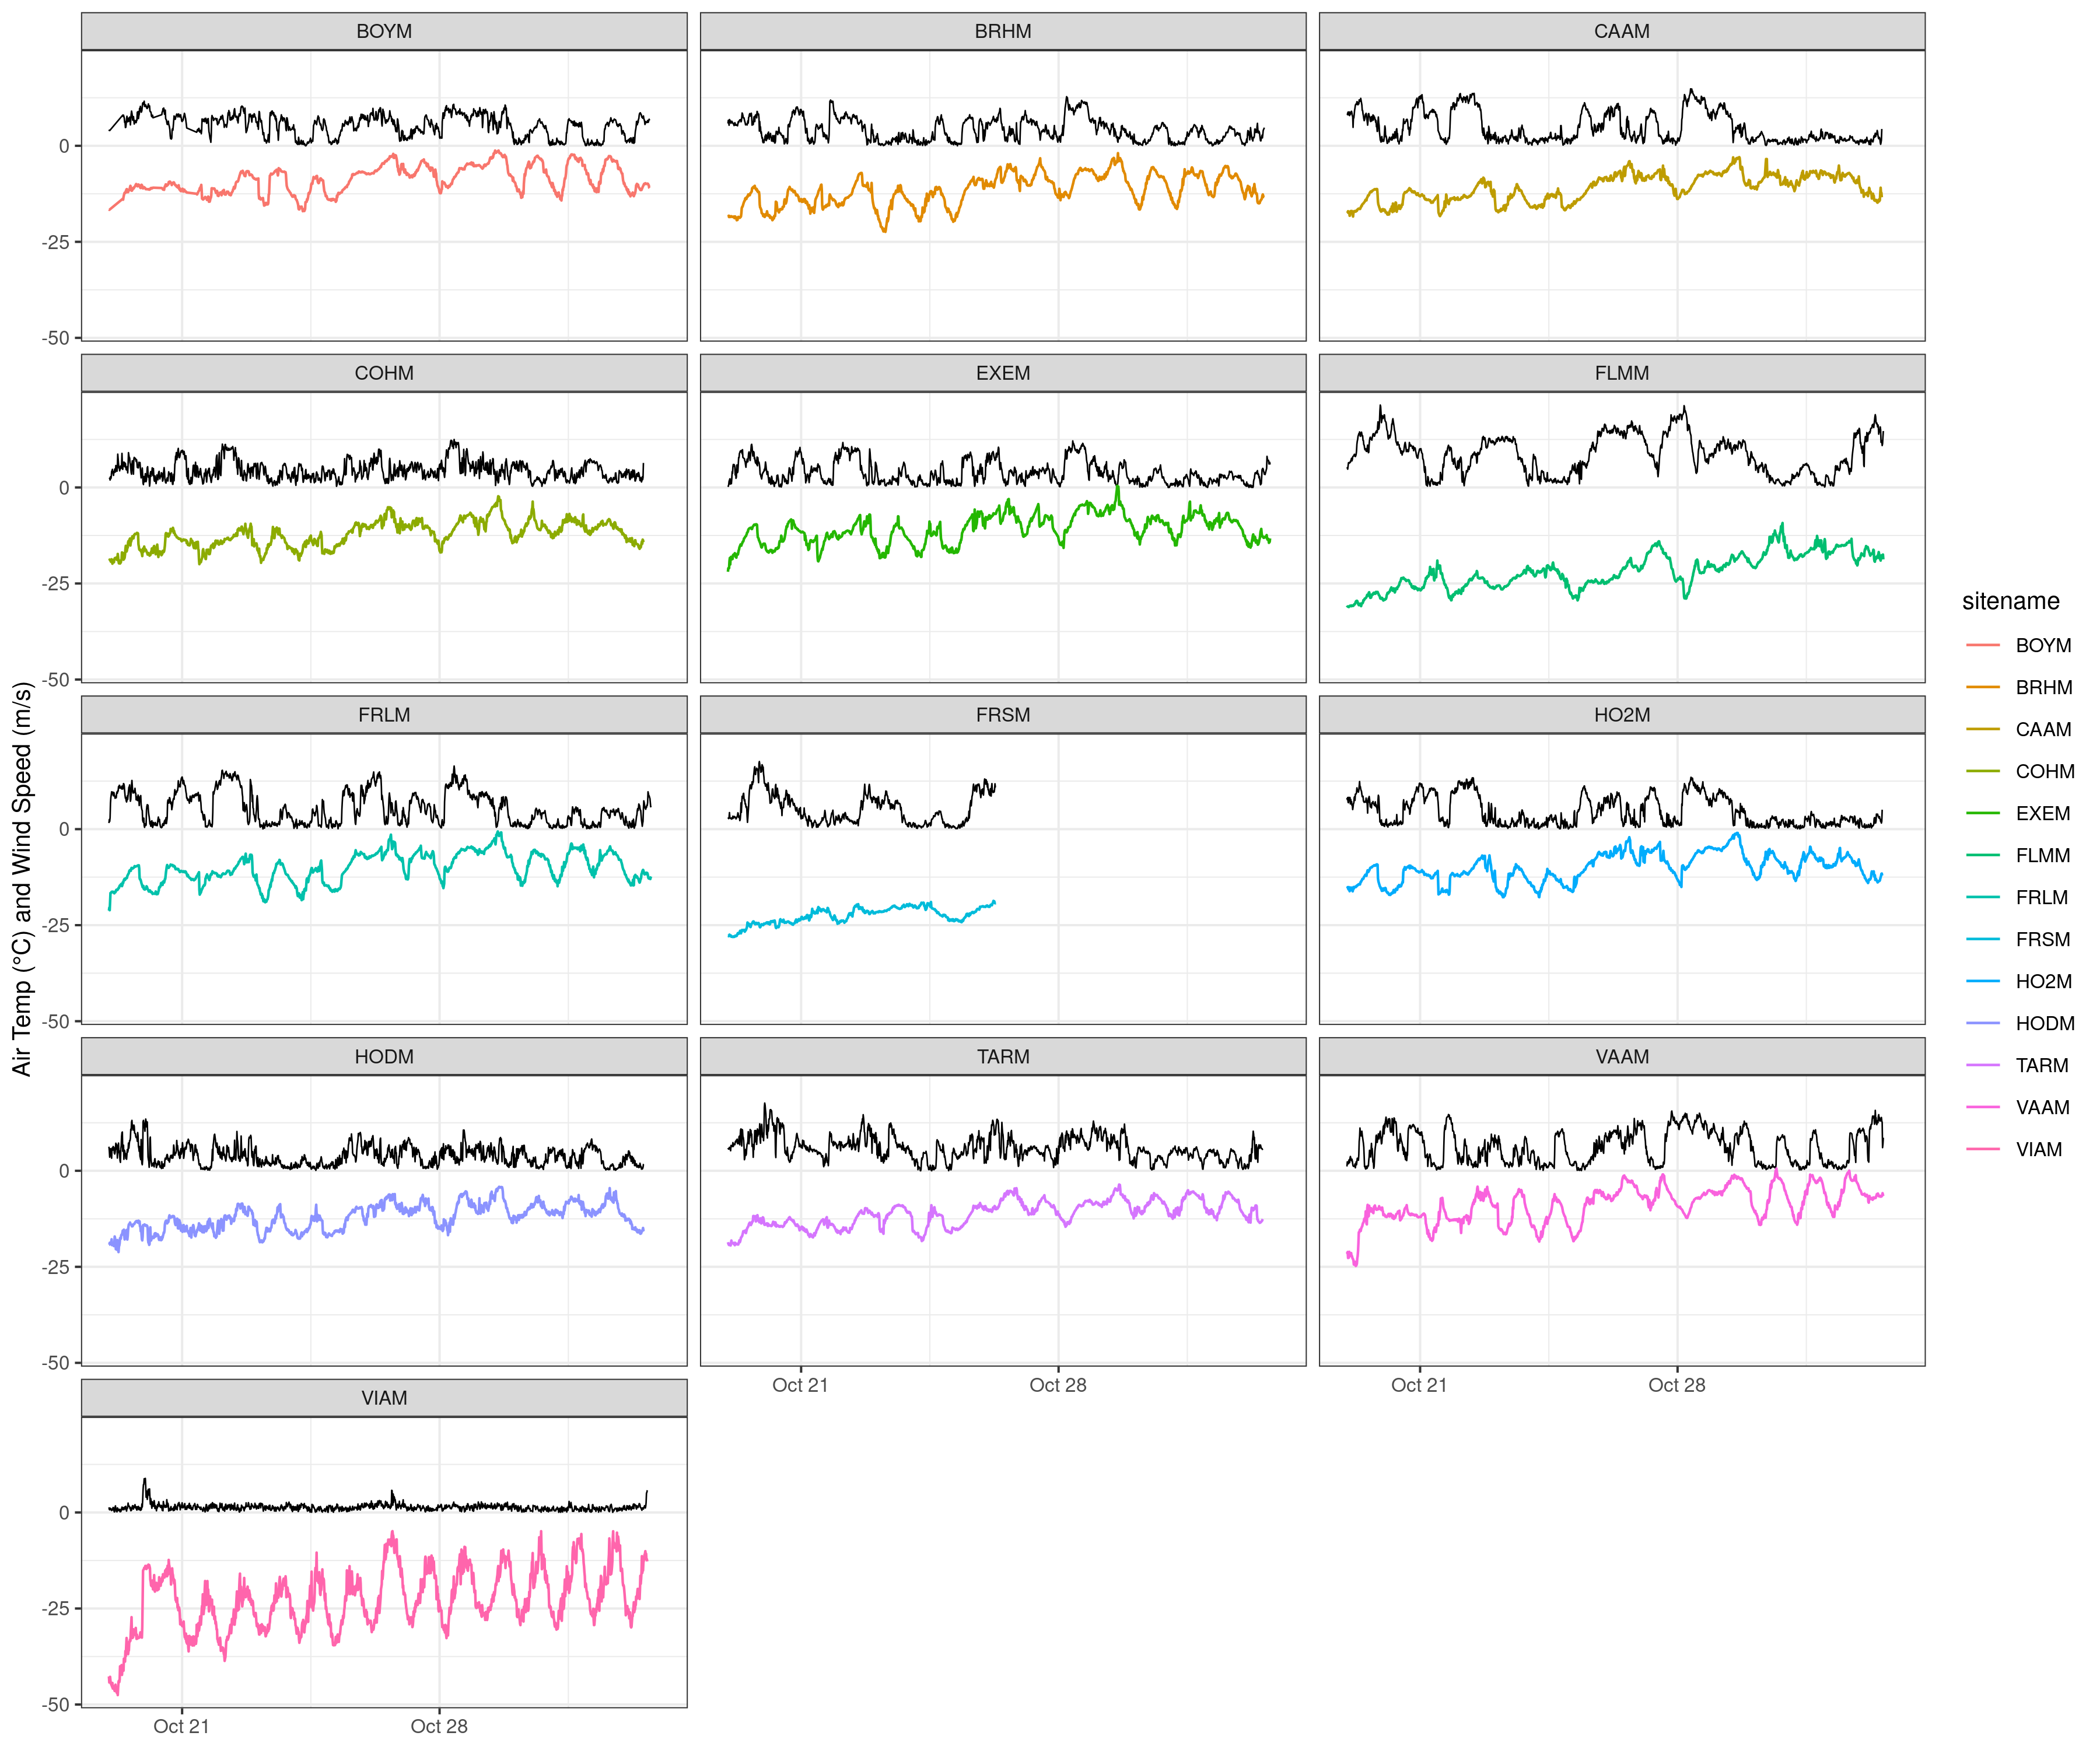 BOYM
BRHM
CAAM
0
-25
-50
COHM
EXEM
FLMM
0
-25
-50
FRLM
FRSM
HO2M
0
-25
-50
HODM
TARM
VAAM
0
-25
-50
Oct 21
Oct 28
Oct 21
Oct 28
VIAM
0
-25
-50
Oct 21
Oct 28
Air Temp (°C) and Wind Speed (m/s)
sitename
BOYM
BRHM
CAAM
COHM
EXEM
FLMM
FRLM
FRSM
HO2M
HODM
TARM
VAAM
VIAM